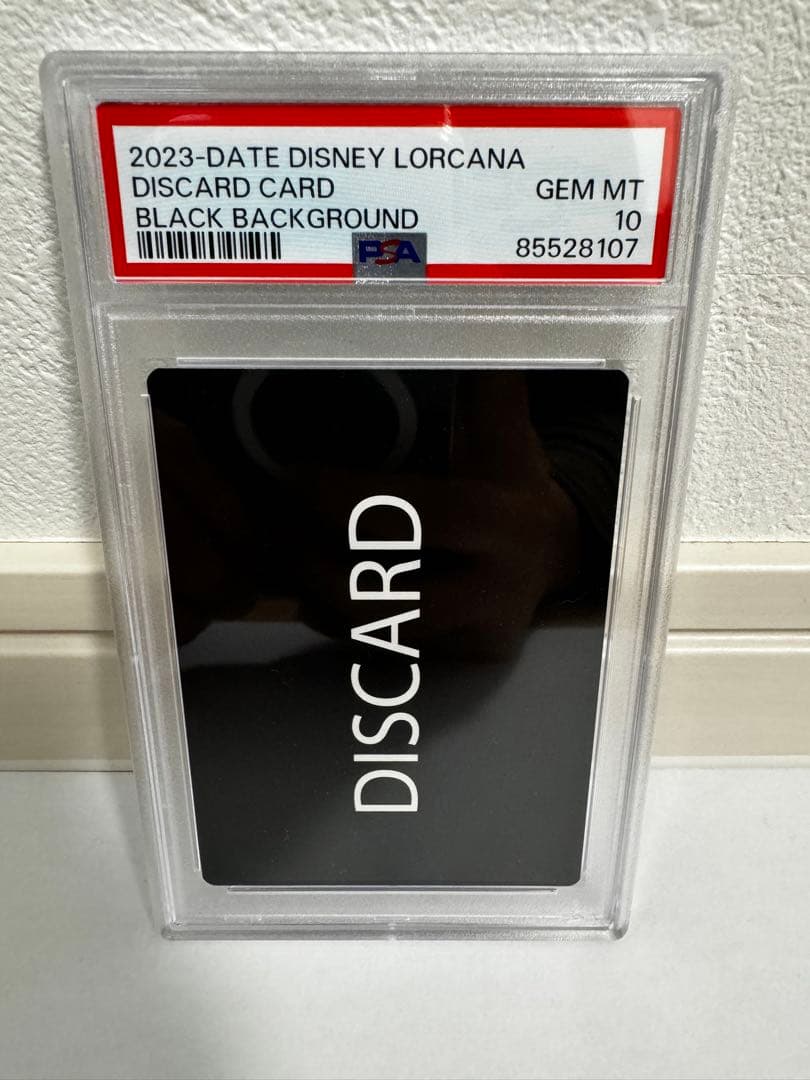 2023-DATE DISNEY LORCANA
DISCARD CARD GEM MT
BLACK BACKGROUND 10
PSA 85528107
DISCARD